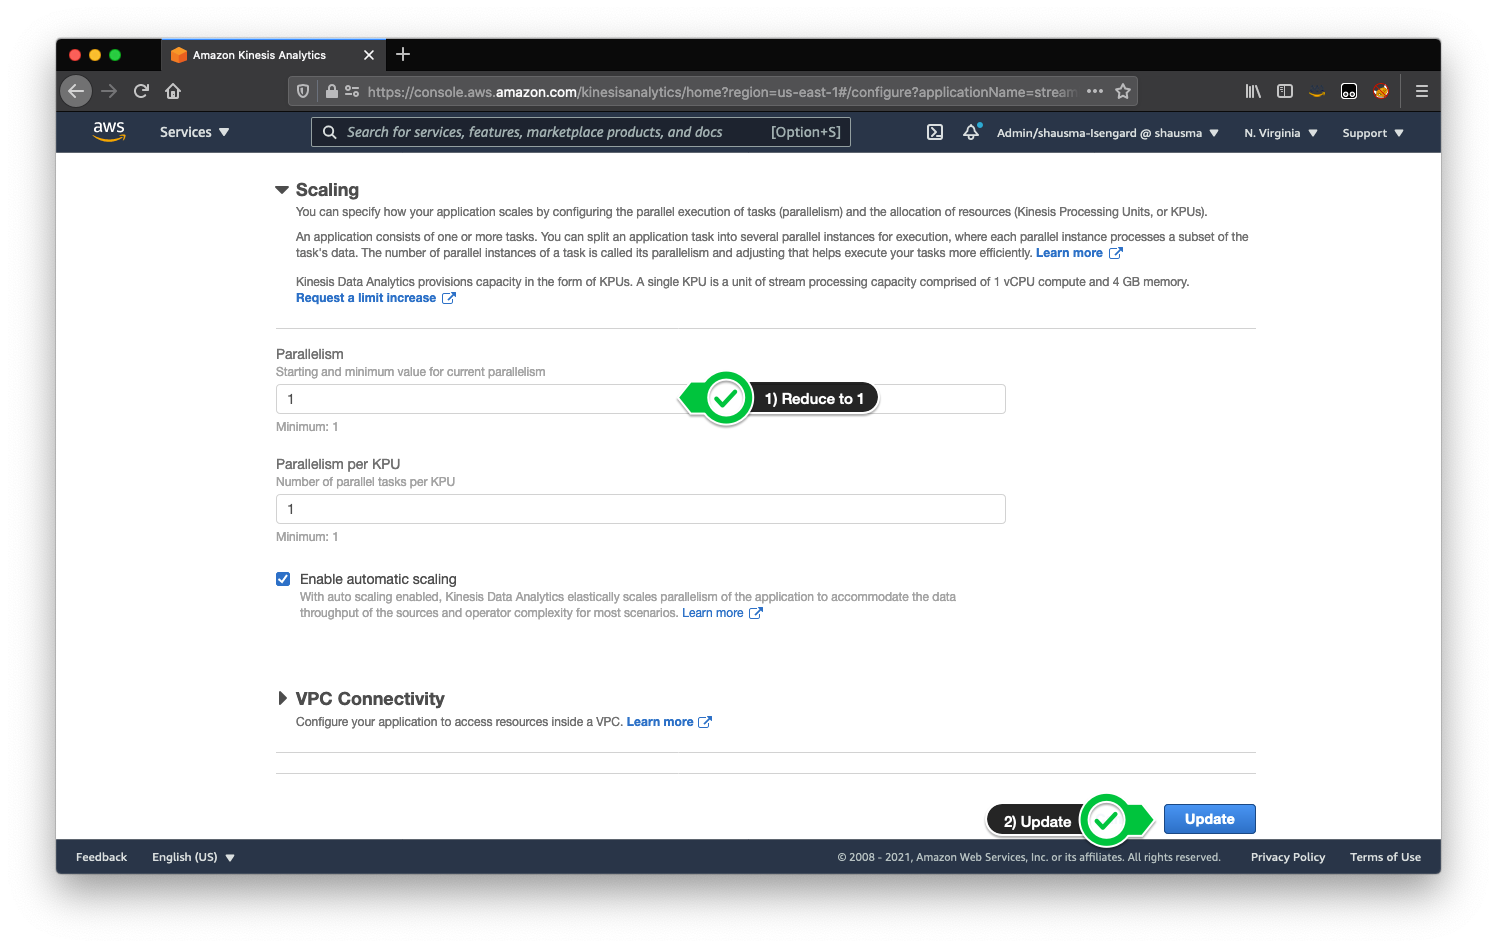 Amazon Kinesis Analytics
https://console.aws.amazon.com/kinesisanalytics/home?region=us-east-1#/configure?applicationName=stream
aws Services Search for services, features, marketplace products, and docs [Option+S] Admin/shausma-Isengard @ shausma N. Virginia Support
Scaling
You can specify how your application scales by configuring the parallel execution of tasks (parallelism) and the allocation of resources (Kinesis Processing Units, or KPUs).
An application consists of one or more tasks. You can split an application task into several parallel instances for execution, where each parallel instance processes a subset of the
task's data. The number of parallel instances of a task is called its parallelism and adjusting that helps execute your tasks more efficiently. Learn more
Kinesis Data Analytics provisions capacity in the form of KPUs. A single KPU is a unit of stream processing capacity comprised of 1 vCPU compute and 4 GB memory.
Request a limit increase
Parallelism
Starting and minimum value for current parallelism
1
1) Reduce to 1
Minimum: 1
Parallelism per KPU
Number of parallel tasks per KPU
1
Minimum: 1
Enable automatic scaling
With auto scaling enabled, Kinesis Data Analytics elastically scales parallelism of the application to accommodate the data
throughput of the sources and operator complexity for most scenarios. Learn more
VPC Connectivity
Configure your application to access resources inside a VPC. Learn more
2) Update
Update
Feedback English (US) © 2008 - 2021, Amazon Web Services, Inc. or its affiliates. All rights reserved. Privacy Policy Terms of Use